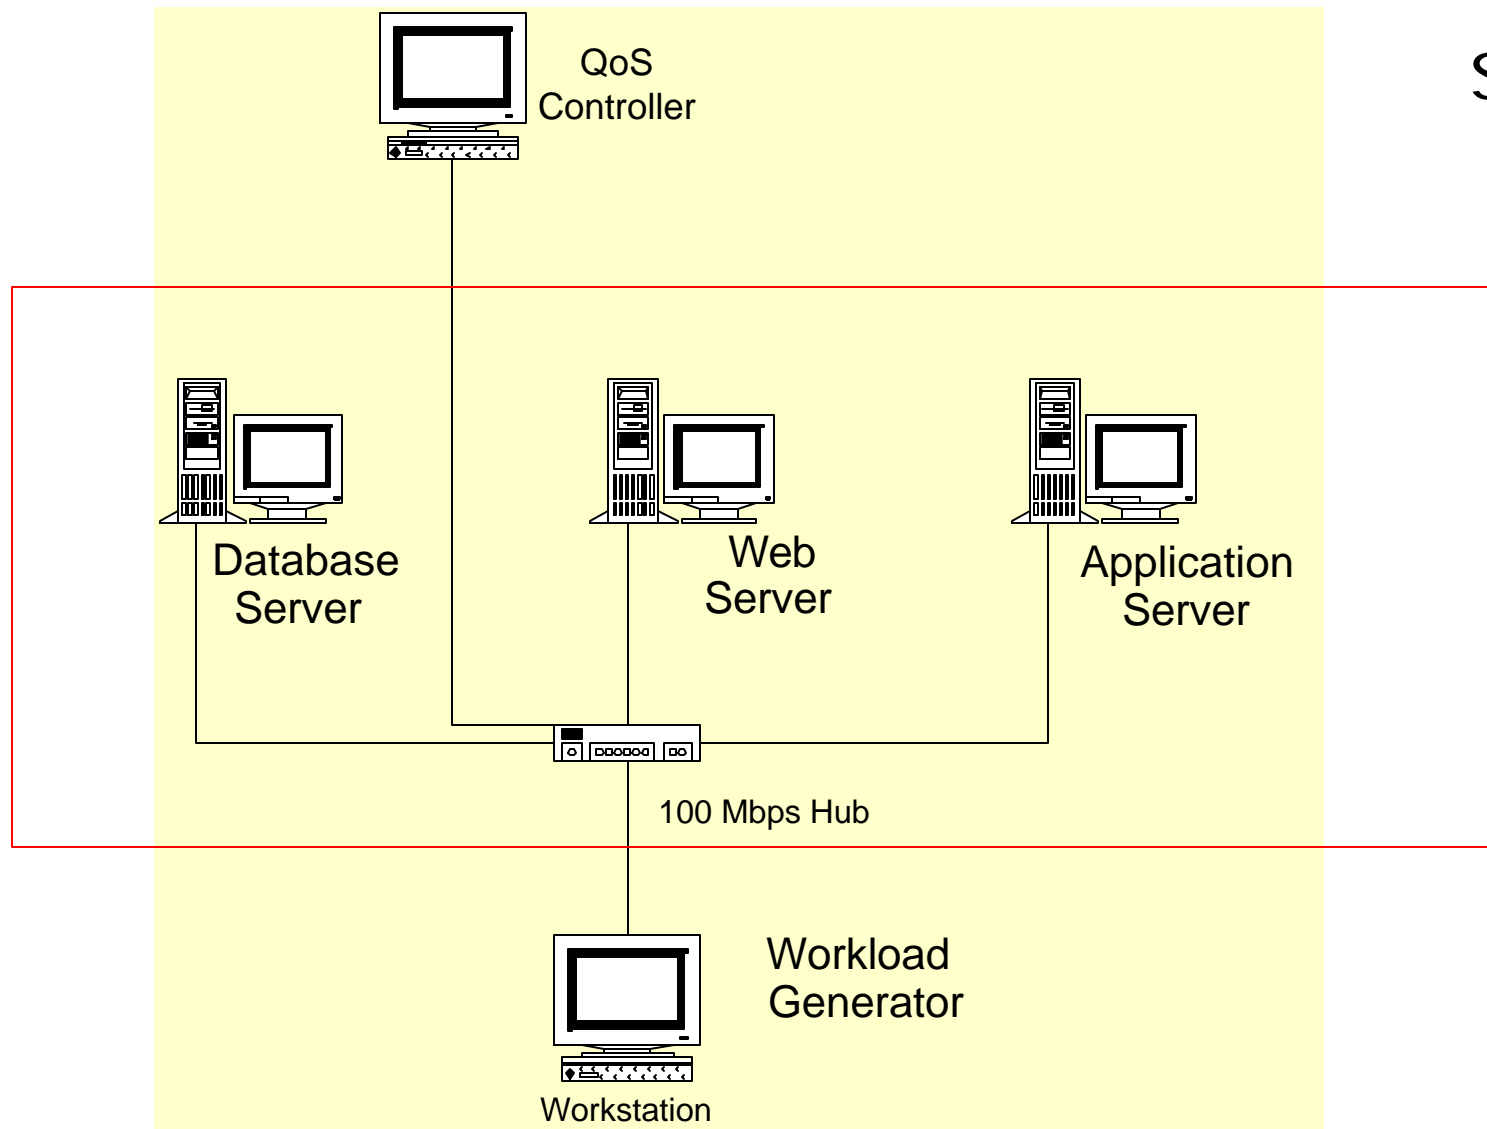 QoS
Controller
S
Database
Server
Web
Server
Application
Server
100 Mbps Hub
Workload
Generator
Workstation